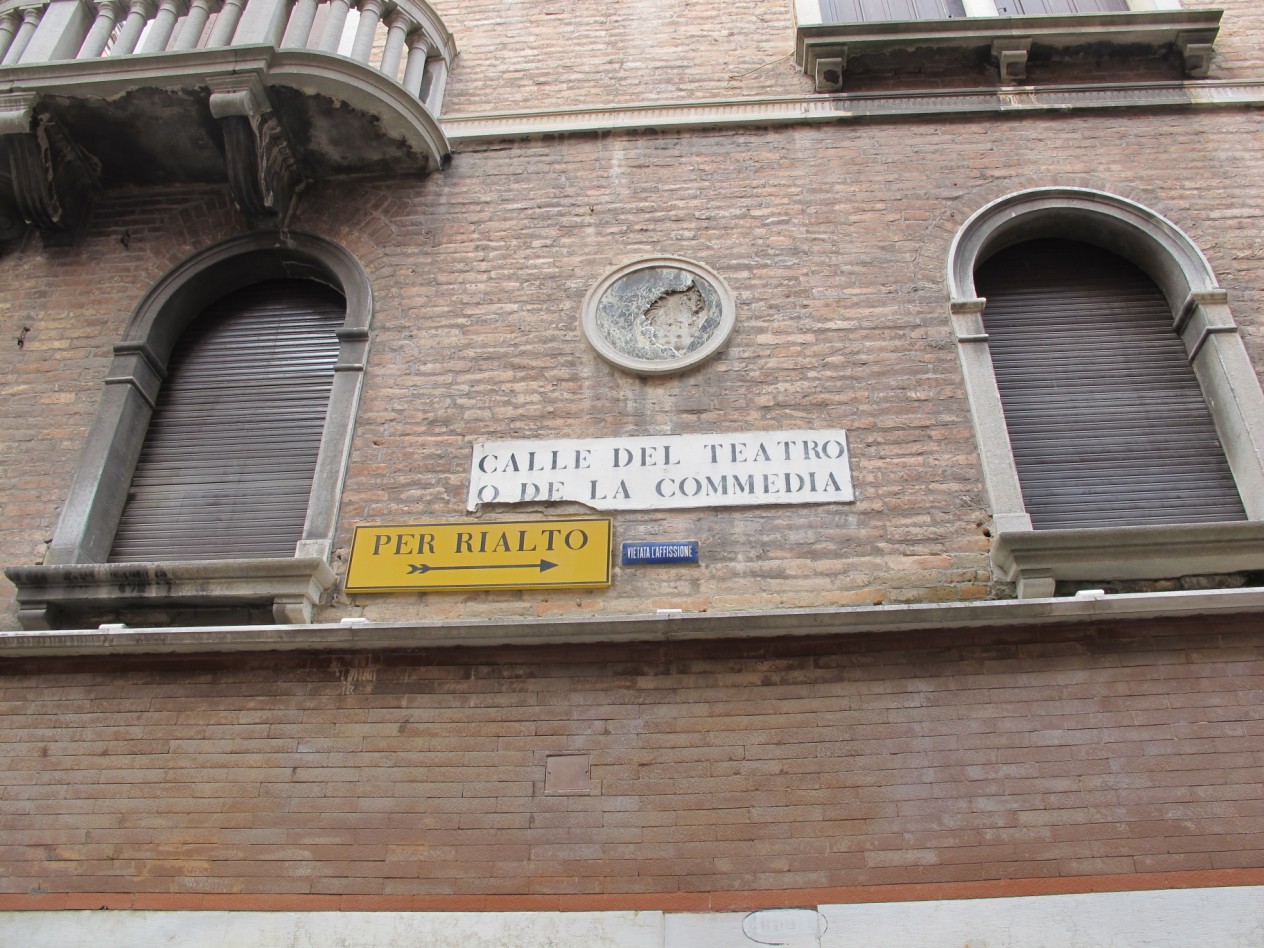 CALLE DEL TEATRO
O DE LA COMMEDIA
PER RIALTO
VIETATA L'AFFISSIONE